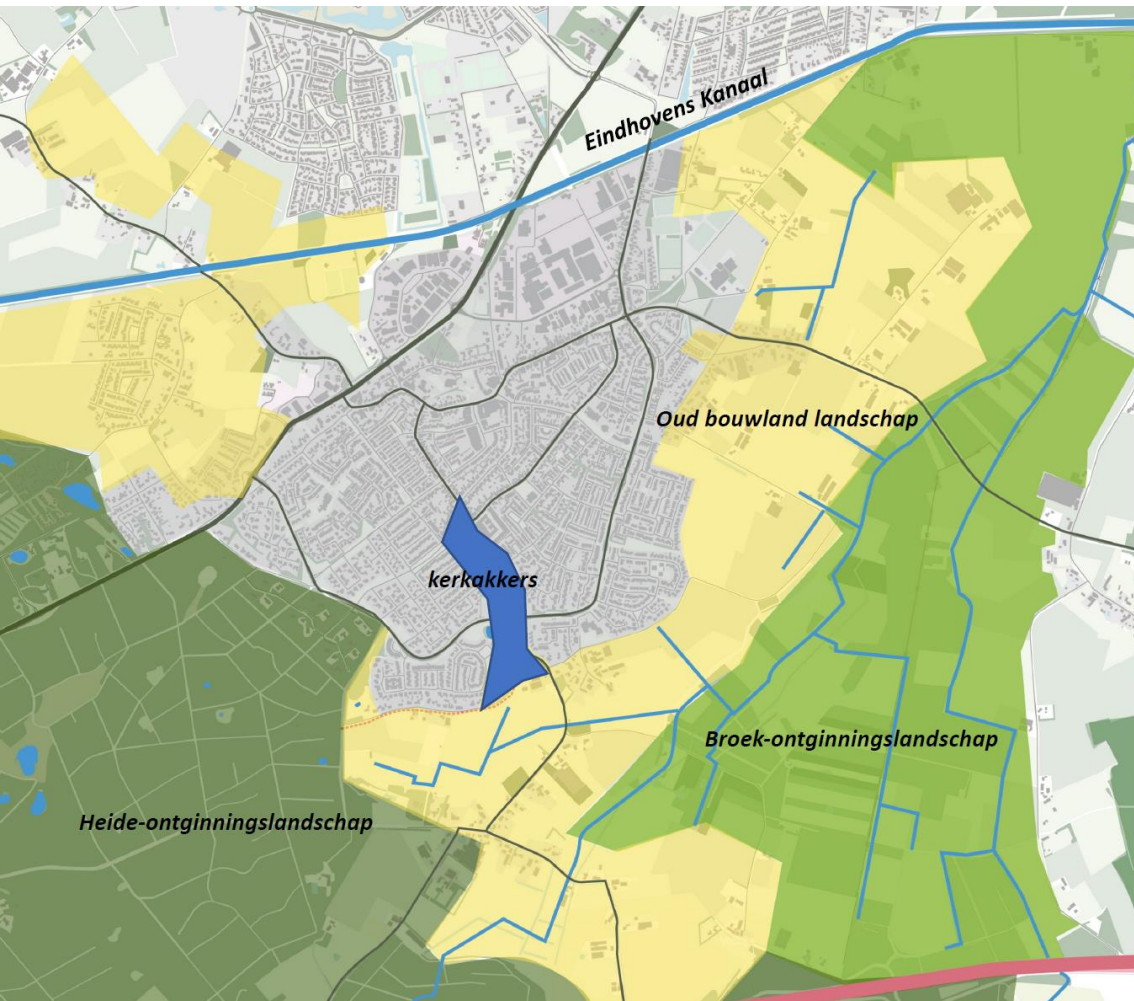 Eindhovens Kanaal
Oud bouwland landschap
kerkakkers
Broek-ontginningslandschap
Heide-ontginningslandschap